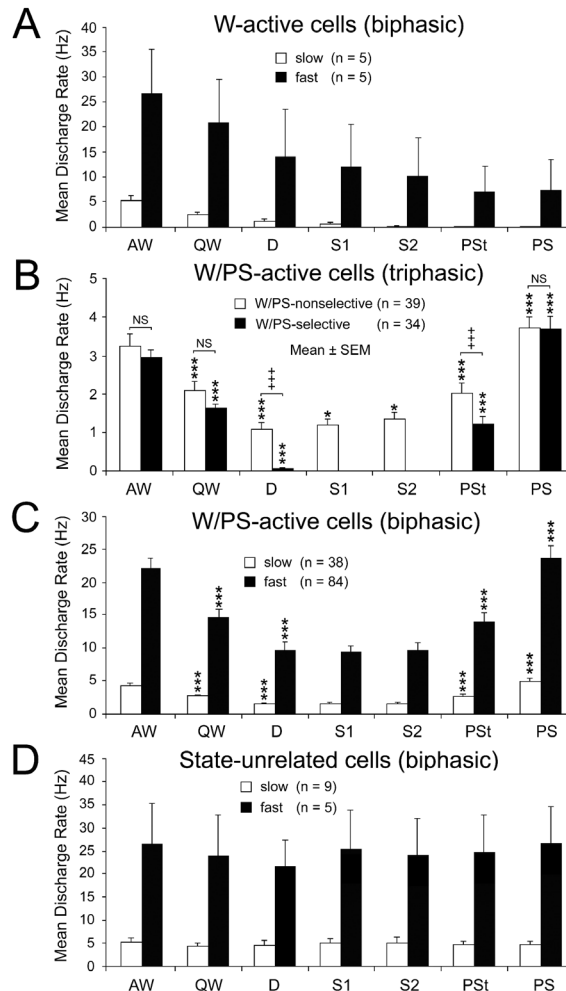 A
W-active cells (biphasic)
Mean Discharge Rate (Hz)
40
35
30
25
20
15
10
5
0
slow (n = 5)
fast (n = 5)
AW QW D S1 S2 PSt PS
B
W/PS-active cells (triphasic)
Mean Discharge Rate (Hz)
5
4
3
2
1
0
W/PS-nonselective (n = 39)
W/PS-selective (n = 34)
Mean ± SEM
NS
NS
***
***
+++
***
***
*
*
+++
***
***
NS
***
***
AW QW D S1 S2 PSt PS
C
W/PS-active cells (biphasic)
Mean Discharge Rate (Hz)
30
25
20
15
10
5
0
slow (n = 38)
fast (n = 84)
***
***
***
***
***
***
***
***
AW QW D S1 S2 PSt PS
D
State-unrelated cells (biphasic)
Mean Discharge Rate (Hz)
45
40
35
30
25
20
15
10
5
0
slow (n = 9)
fast (n = 5)
AW QW D S1 S2 PSt PS